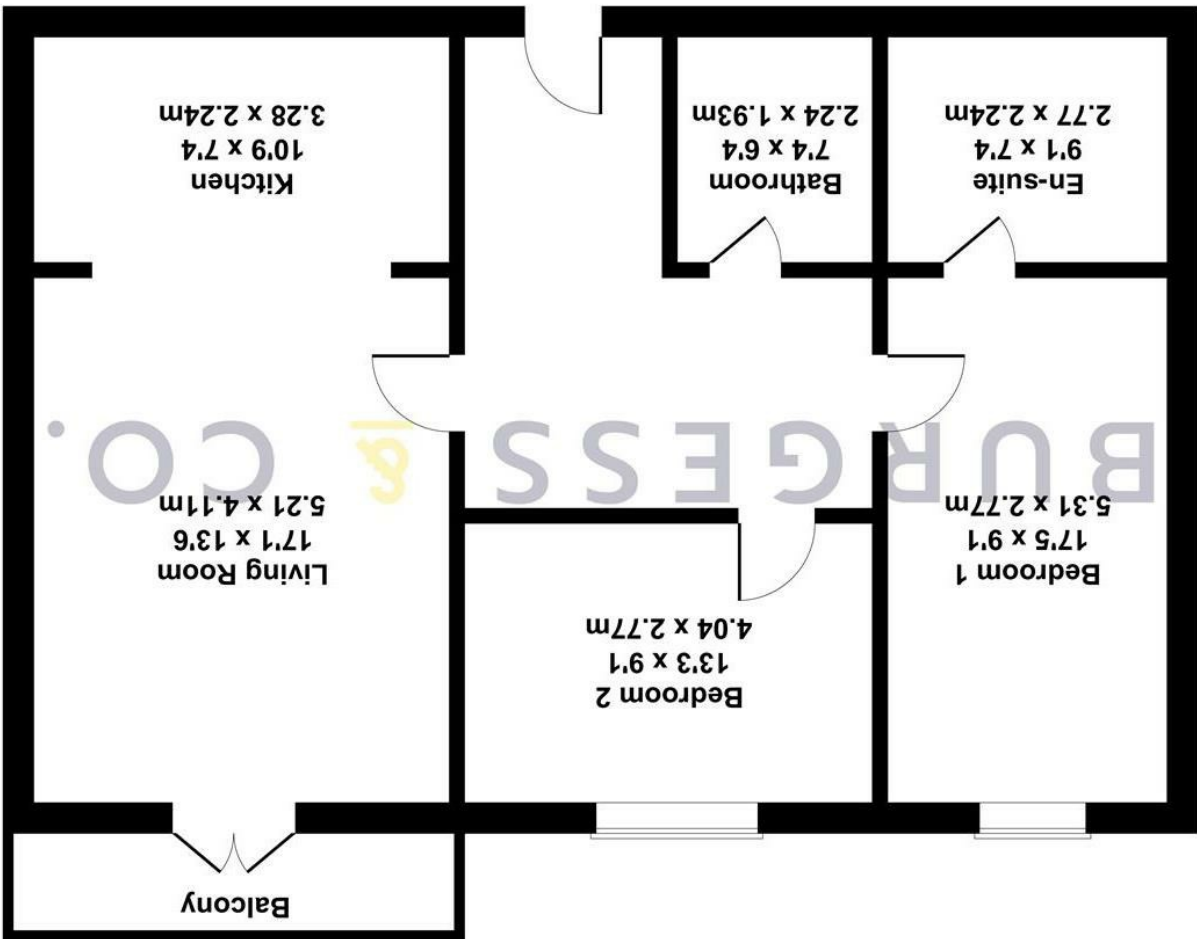 Balcony
Bedroom 2
13'3 x 9'1
4.04 x 2.77m
Bedroom 1
17'5 x 9'1
5.31 x 2.77m
Living Room
17'1 x 13'6
5.21 x 4.11m
BURGESS & CO.
En-suite
9'1 x 7'4
2.77 x 2.24m
Bathroom
7'4 x 6'4
2.24 x 1.93m
Kitchen
10'9 x 7'4
3.28 x 2.24m